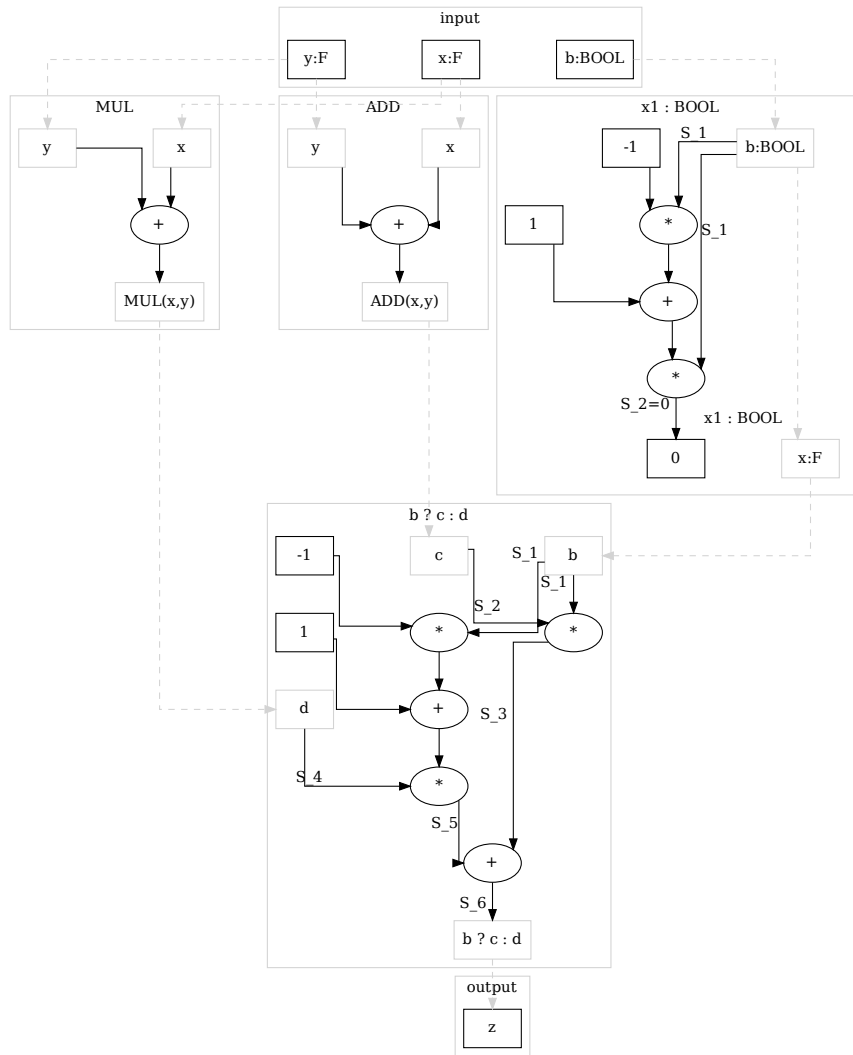 input
y:F
x:F
b:BOOL
MUL
ADD
x1 : BOOL
y
x
y
x
-1
S_1
b:BOOL
+
+
1
*
S_1
MUL(x,y)
ADD(x,y)
+
*
S_2=0
x1 : BOOL
0
x:F
b ? c : d
-1
c
S_1
b
S_1
S_2
1
*
*
d
+
S_3
S_4
*
S_5
+
S_6
b ? c : d
output
z